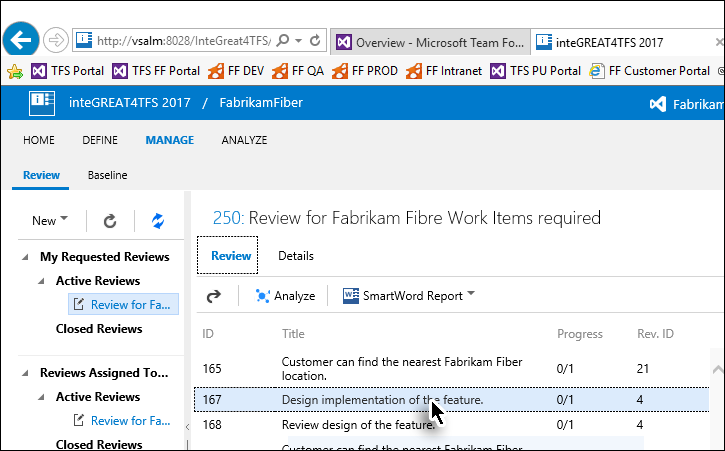 http://vsalm:8028/InteGreat4TFS/
Overview - Microsoft Team Fo...
inteGREAT4TFS 2017
TFS Portal
TFS FF Portal
FF DEV
FF QA
FF PROD
FF Intranet
TFS PU Portal
FF Customer Portal
inteGREAT4TFS 2017 / FabrikamFiber
Fabrikam
HOME DEFINE MANAGE ANALYZE
Review Baseline
New
250: Review for Fabrikam Fibre Work Items required
My Requested Reviews
Active Reviews
Review for Fa...
Closed Reviews
Reviews Assigned To...
Active Reviews
Review for Fa...
Closed Reviews
Review Details
Analyze SmartWord Report
ID Title Progress Rev. ID
165 Customer can find the nearest Fabrikam Fiber location. 0/1 21
167 Design implementation of the feature. 0/1 4
168 Review design of the feature. 0/1 4
Customer can find the nearest Fabrikam Fiber